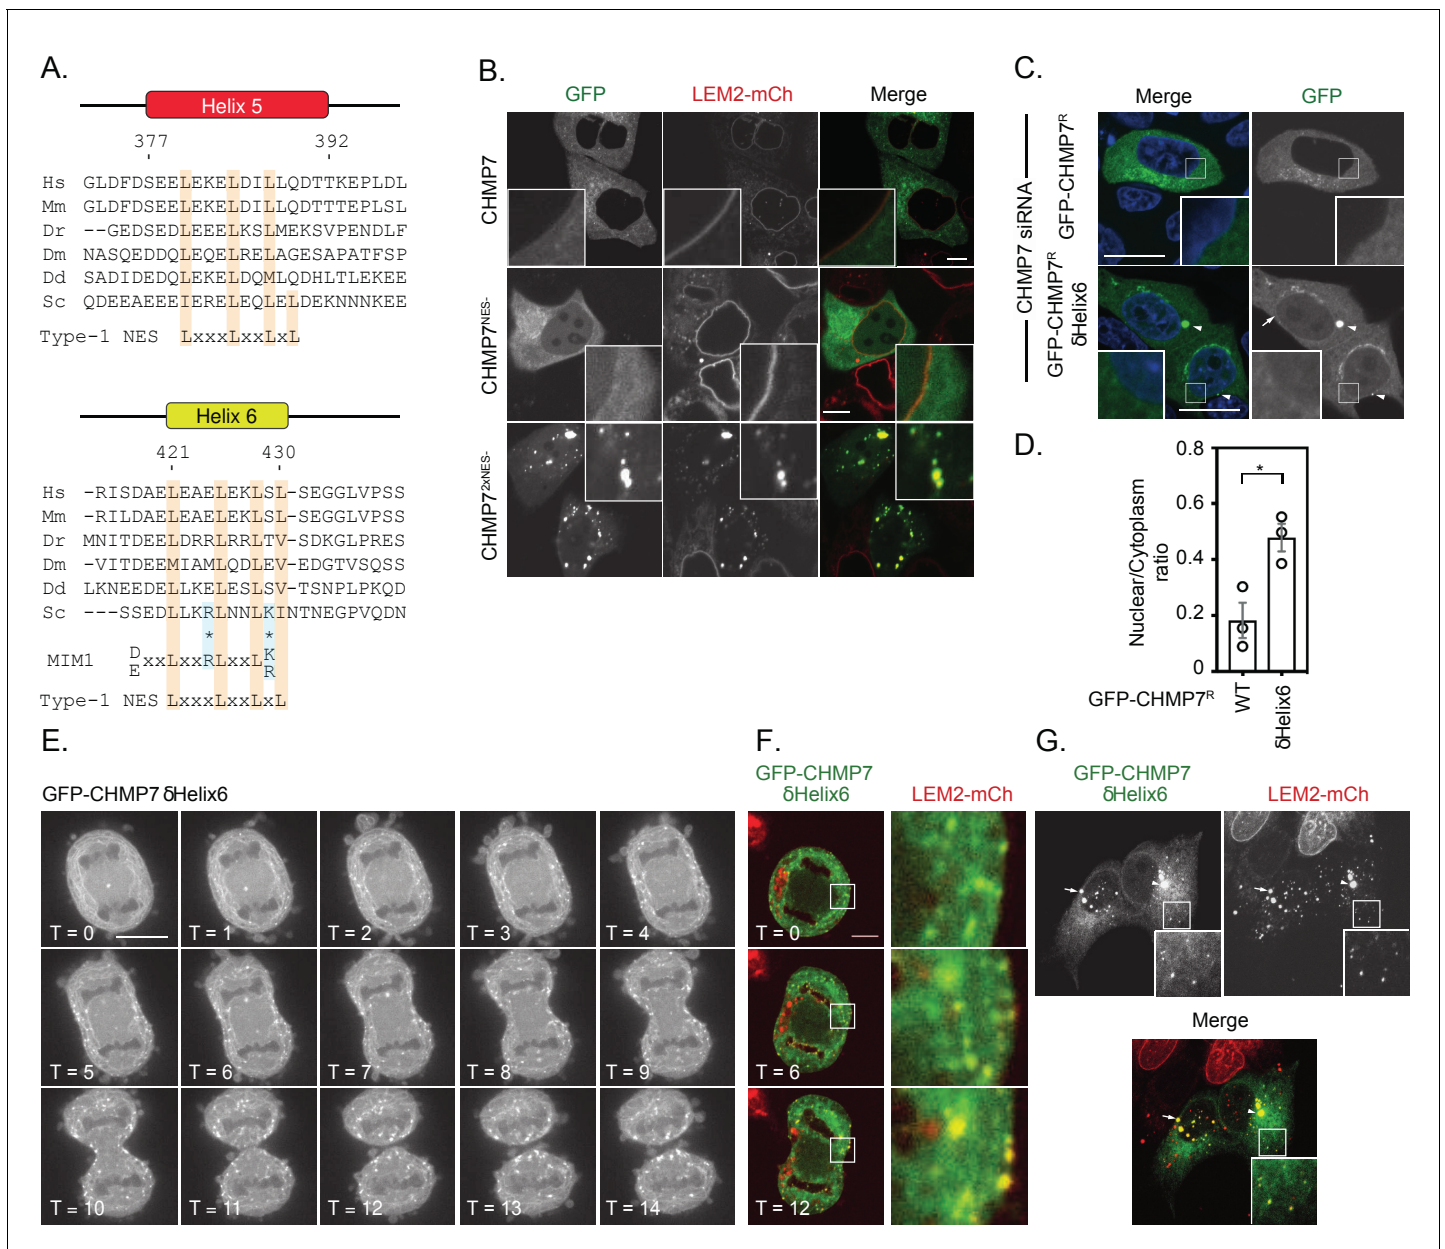 A.
Helix 5
377 392
Hs GLDFDSEELEKELDILLQDTTKEPLDL
Mm GLDFDSEELEKELDILLQDTTTEPLSL
Dr --GEDSEDLEEELKSLMEKSVPENDLF
Dm NASQEDDQLEQELRELAGESAPATFSP
Dd SADIDEDQLEKELDQMLQDHLTLEKEE
Sc QDEEAEEEIERELEQLELDEKNNNKEE
Type-1 NES LxxxLxxLxL
Helix 6
421 430
Hs -RISDAELEAELEKLSL-SEGGLVPSS
Mm -RILDAELEAELEKLSL-SEGGLVPSS
Dr MNITDEELDRRLRRLTV-SDKGLPRES
Dm -VITDEEMIAMLQDLEV-EDGTVSQSS
Dd LKNEEDELLKELESLSV-TSNPLPKQD
Sc ---SSEDLLKRLNNLKINTNEGPVQDN
* *
D K
MIM1 xxLxxRLxxL
E R
Type-1 NES LxxxLxxLxL
B.
GFP LEM2-mCh Merge
CHMP7
CHMP7NES-
CHMP72xNES-
C.
Merge GFP
CHMP7 siRNA
GFP-CHMP7R
GFP-CHMP7R
δHelix6
D.
Nuclear/Cytoplasm
ratio
0.8
0.6
0.4
0.2
0
*
GFP-CHMP7R WT δHelix6
E.
GFP-CHMP7 δHelix6
T = 0 T = 1 T = 2 T = 3 T = 4
T = 5 T = 6 T = 7 T = 8 T = 9
T = 10 T = 11 T = 12 T = 13 T = 14
F.
GFP-CHMP7
δHelix6 LEM2-mCh
T = 0
T = 6
T = 12
G.
GFP-CHMP7
δHelix6 LEM2-mCh
Merge